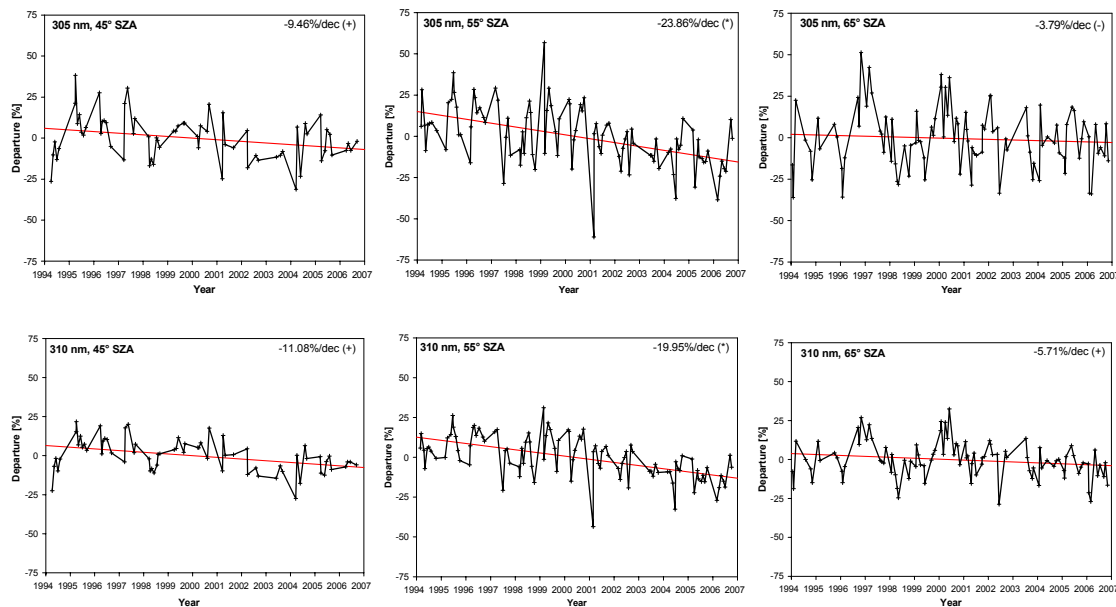 305 nm, 45° SZA -9.46%/dec (+)
75
50
25
0
-25
-50
-75
Departure [%]
1994 1995 1996 1997 1998 1999 2000 2001 2002 2003 2004 2005 2006 2007
Year
305 nm, 55° SZA -23.86%/dec (*)
75
50
25
0
-25
-50
-75
Departure [%]
1994 1995 1996 1997 1998 1999 2000 2001 2002 2003 2004 2005 2006 2007
Year
305 nm, 65° SZA -3.79%/dec (-)
75
50
25
0
-25
-50
-75
Departure [%]
1994 1995 1996 1997 1998 1999 2000 2001 2002 2003 2004 2005 2006 2007
Year
310 nm, 45° SZA -11.08%/dec (+)
75
50
25
0
-25
-50
-75
Departure [%]
1994 1995 1996 1997 1998 1999 2000 2001 2002 2003 2004 2005 2006 2007
Year
310 nm, 55° SZA -19.95%/dec (*)
75
50
25
0
-25
-50
-75
Departure [%]
1994 1995 1996 1997 1998 1999 2000 2001 2002 2003 2004 2005 2006 2007
Year
310 nm, 65° SZA -5.71%/dec (+)
75
50
25
0
-25
-50
-75
Departure [%]
1994 1995 1996 1997 1998 1999 2000 2001 2002 2003 2004 2005 2006 2007
Year